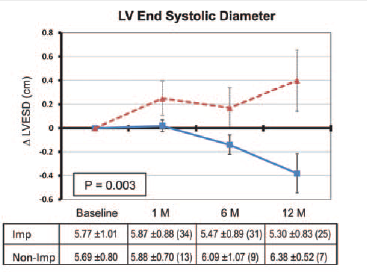 LV End Systolic Diameter
0.8
0.6
0.4
0.2
0
-0.2
-0.4
-0.6
Δ LVESD (cm)
P = 0.003
Baseline 1 M 6 M 12 M
Imp 5.77 ±1.01 5.87 ±0.88 (34) 5.47 ±0.89 (31) 5.30 ±0.83 (25)
Non-Imp 5.69 ±0.80 5.88 ±0.70 (13) 6.09 ±1.07 (9) 6.38 ±0.52 (7)